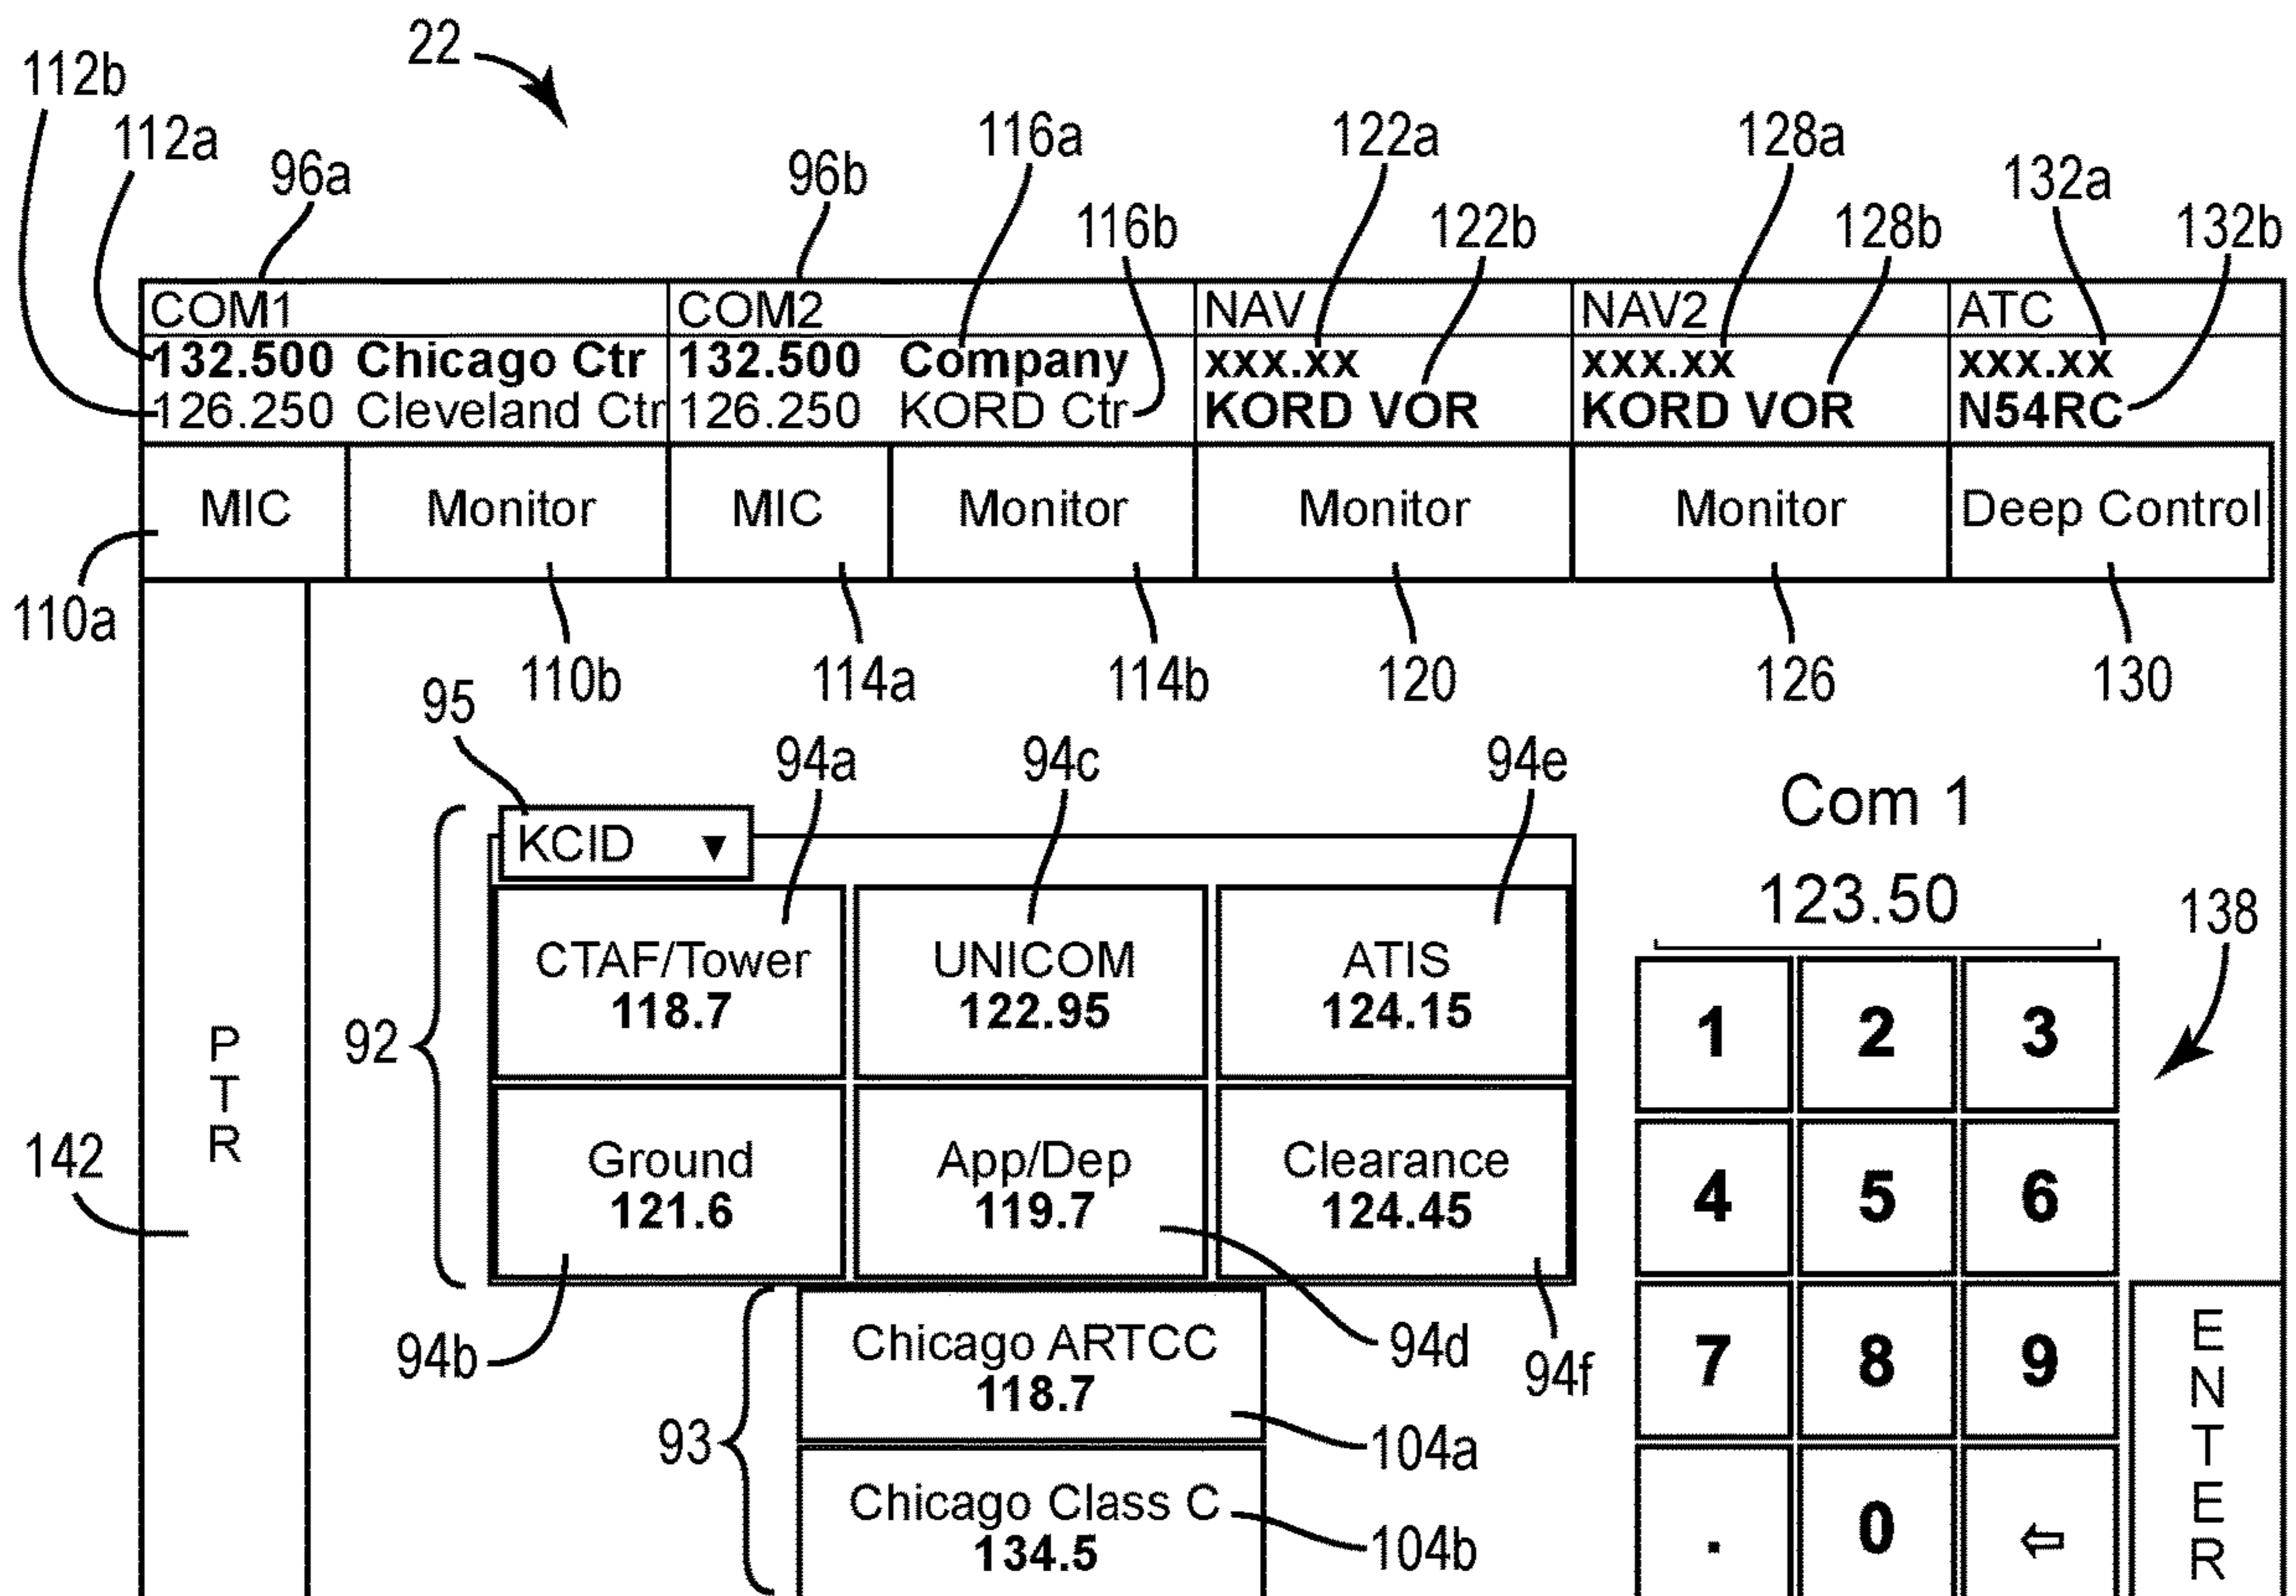 22
112b
112a
96a
96b
116a
116b
122a
122b
128a
128b
132a
132b
COM1 COM2 NAV NAV2 ATC
132.500 Chicago Ctr 132.500 Company xxx.xx xxx.xx xxx.xx
126.250 Cleveland Ctr 126.250 KORD Ctr KORD VOR KORD VOR N54RC
MIC Monitor MIC Monitor Monitor Monitor Deep Control
110a
110b 114a 114b 120 126 130
95
94a 94c 94e
Com 1
123.50
138
KCID ▼
CTAF/Tower UNICOM ATIS
118.7 122.95 124.15
92
Ground App/Dep Clearance
121.6 119.7 124.45
PTR
142
94b
94d
94f
Chicago ARTCC
118.7
93
104a
Chicago Class C
134.5
104b
1 2 3
4 5 6
7 8 9
. 0 ⇦
ENTER